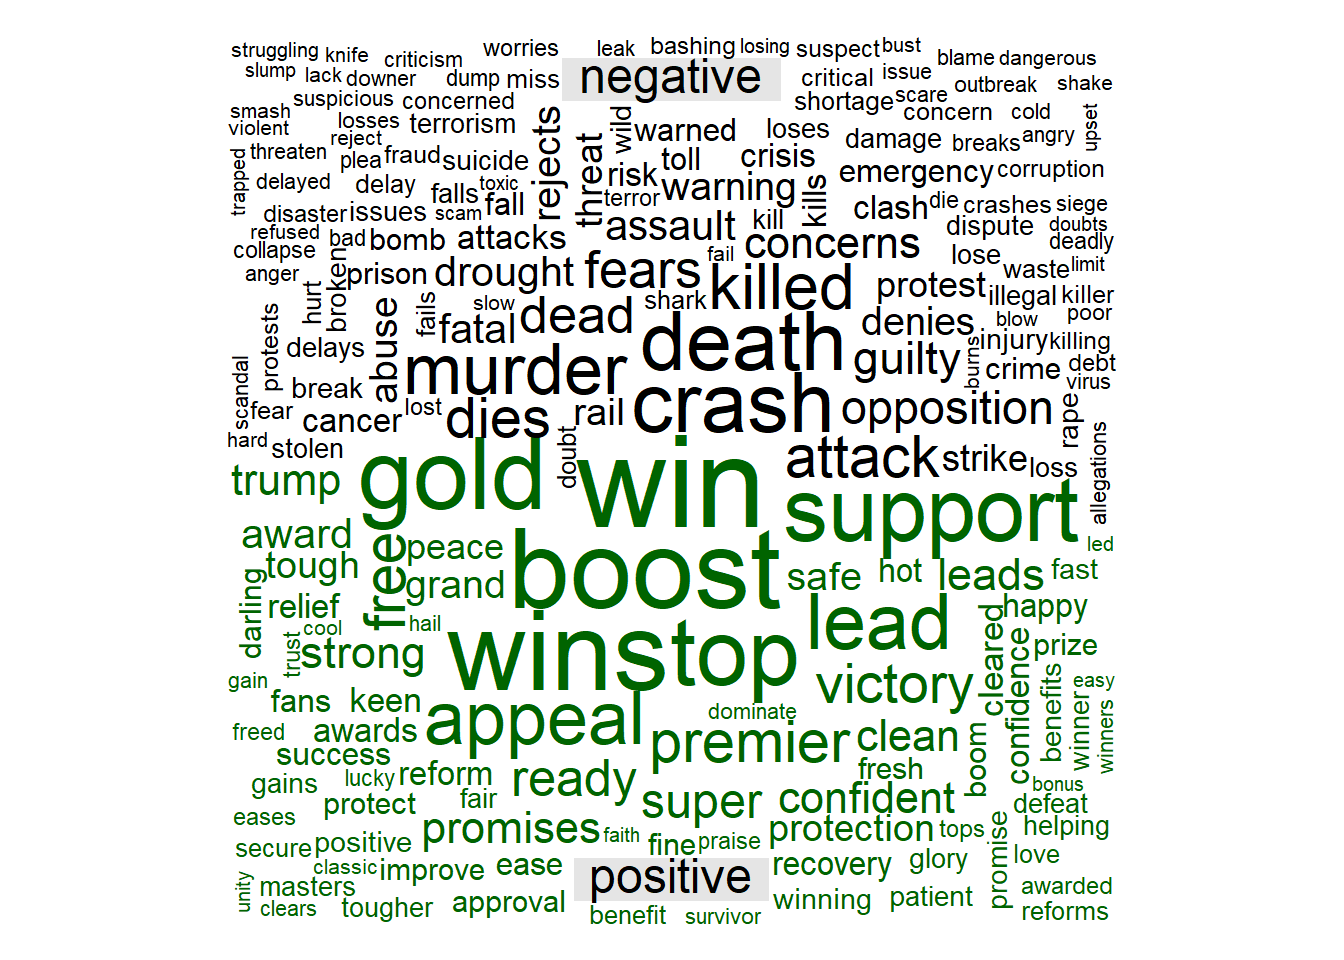 struggling knife criticism worries leak bashing losing suspect bust blame dangerous
slump lack downer dump miss negative critical issue outbreak shake
smash suspicious concerned shortage scare concern cold
violent losses terrorism rejects threat wild warned loses damage breaks angry upset
trapped threaten reject plea fraud suicide risk toll crisis emergency corruption
delayed delay falls toxic terror warning kills clash die crashes siege
disaster issues scam fall assault kill dispute doubts
refused bad bomb attacks fail concerns lose deadly
collapse broken prison drought fears killed protest waste limit
anger hurt slow shark illegal killer
protests fails fatal dead death denies blow poor
delays abuse murder guilty burns injury killing
scandal break crash crime debt virus
fear cancer lost dies rail opposition rape
hard stolen doubt attack strike loss allegations
trump gold win support
award free peace boost led
tough grand safe hot leads fast
darling relief hail lead happy
trust cool strong wins top cleared confidence prize
gain fans keen victory benefits easy
freed awards appeal dominate premier clean boom winner winners
success reform ready fresh
gains lucky fair super confident bonus
protect defeat
eases positive promises faith fine praise protection tops promise helping
secure classic improve ease positive recovery glory love
unity masters winning patient awarded
clears tougher approval benefit survivor reforms